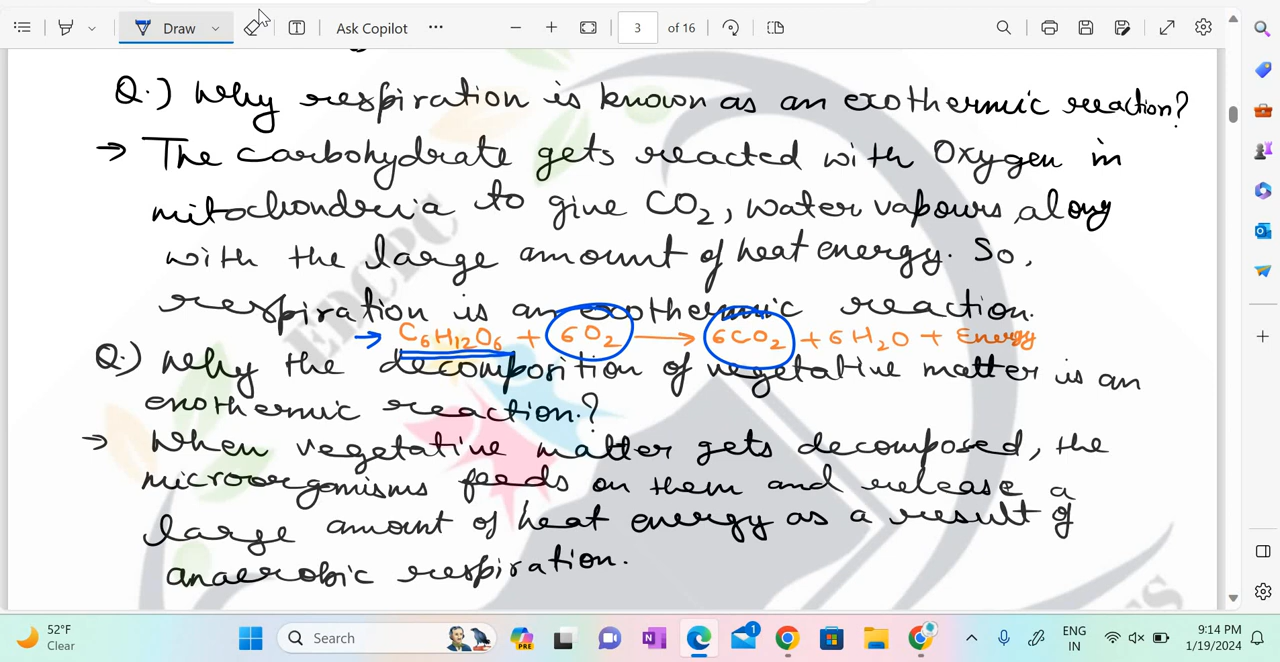 Draw
Ask Copilot
3 of 16
Q.) Why respiration is known as an exothermic reaction?
→ The carbohydrate gets reacted with Oxygen in
mitochondria to give CO2, water vapours, along
with the large amount of heat energy. So,
respiration is an exothermic reaction.
→ C6H12O6 + 6O2 → 6CO2 + 6H2O + Energy
Q.) Why the decomposition of vegetative matter is an
exothermic reaction.?
→ When vegetative matter gets decomposed, the
microorganisms feeds on them and release a
large amount of heat energy as a result of
anaerobic respiration.
EDCPC
52°F
Clear
Search
PRE
1
ENG
IN
9:14 PM
1/19/2024